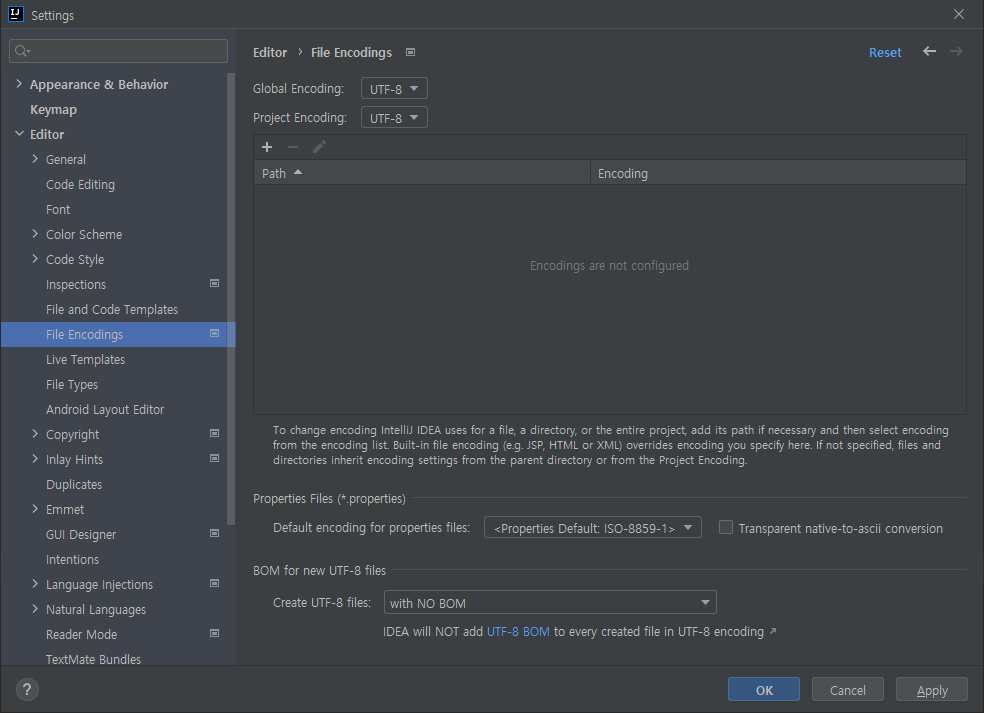 IJ
Settings
Editor › File Encodings
Reset
Appearance & Behavior
Keymap
Editor
General
Code Editing
Font
Color Scheme
Code Style
Inspections
File and Code Templates
File Encodings
Live Templates
File Types
Android Layout Editor
Copyright
Inlay Hints
Duplicates
Emmet
GUI Designer
Intentions
Language Injections
Natural Languages
Reader Mode
TextMate Bundles
Global Encoding: UTF-8
Project Encoding: UTF-8
Path Encoding
Encodings are not configured
To change encoding IntelliJ IDEA uses for a file, a directory, or the entire project, add its path if necessary and then select encoding
from the encoding list. Built-in file encoding (e.g. JSP, HTML or XML) overrides encoding you specify here. If not specified, files and
directories inherit encoding settings from the parent directory or from the Project Encoding.
Properties Files (*.properties)
Default encoding for properties files: <Properties Default: ISO-8859-1> Transparent native-to-ascii conversion
BOM for new UTF-8 files
Create UTF-8 files: with NO BOM
IDEA will NOT add UTF-8 BOM to every created file in UTF-8 encoding ↗
?
OK Cancel Apply